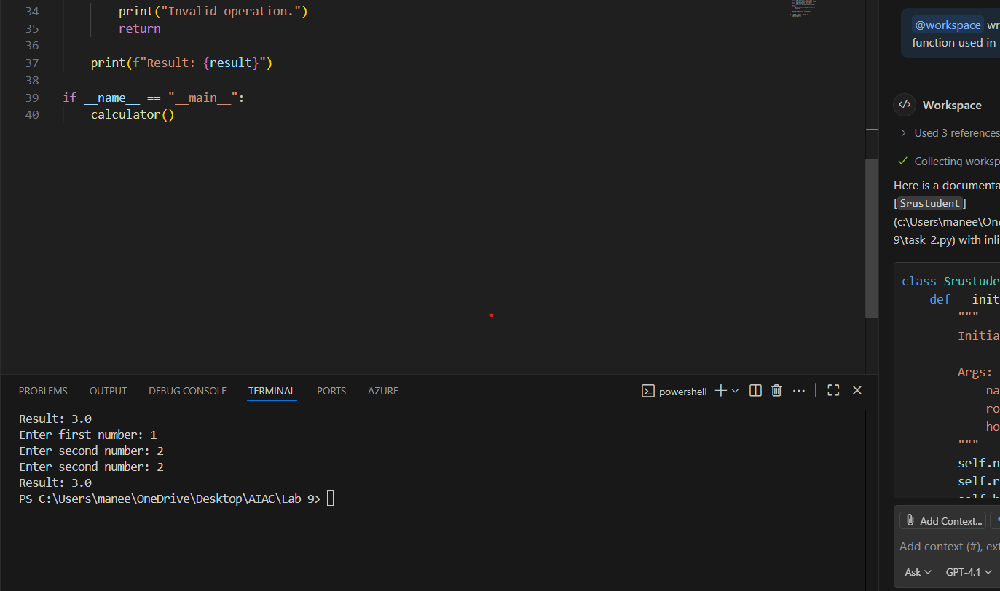 34 print("Invalid operation.")
35 return
36
37 print(f"Result: {result}")
38
39 if __name__ == "__main__":
40 calculator()
PROBLEMS OUTPUT DEBUG CONSOLE TERMINAL PORTS AZURE
powershell
Result: 3.0
Enter first number: 1
Enter second number: 2
Enter second number: 2
Result: 3.0
PS C:\Users\manee\OneDrive\Desktop\AIAC\Lab 9>
@workspace wr
function used in
Workspace
Used 3 references
Collecting worksp
Here is a documenta
[Srustudent]
(c:\Users\manee\One
9\task_2.py) with inli
class Srustude
def __init
"""
Initia
Args:
na
ro
ho
"""
self.n
self.r
Add Context...
Add context (#), ext
Ask GPT-4.1